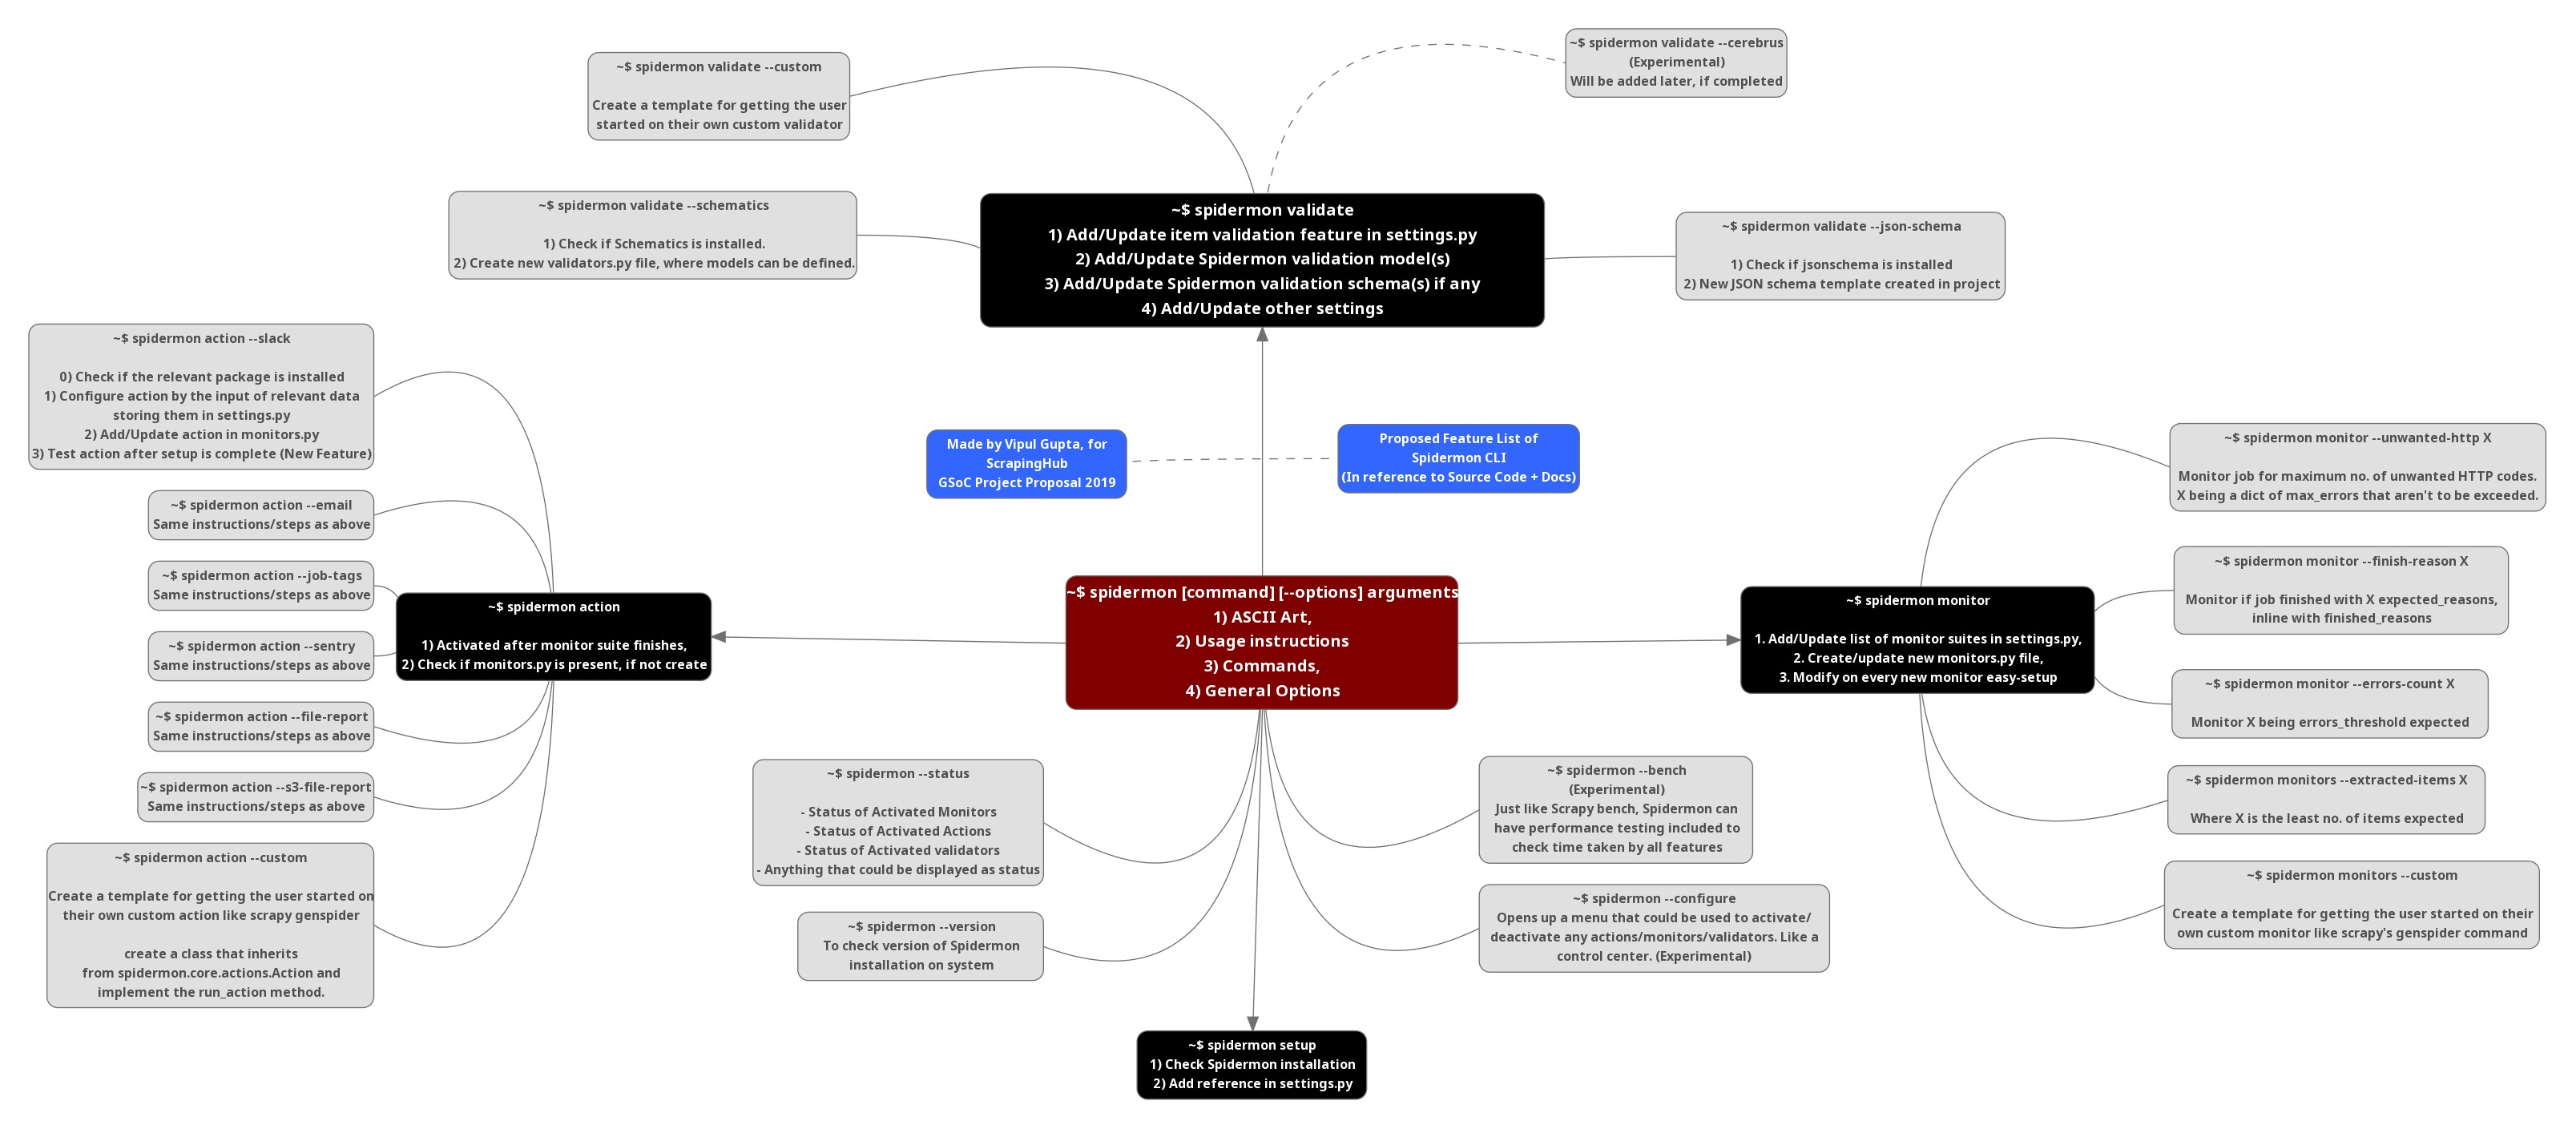 ~$ spidermon validate --cerebrus
(Experimental)
Will be added later, if completed
~$ spidermon validate --custom
Create a template for getting the user
started on their own custom validator
~$ spidermon validate --schematics
1) Check if Schematics is installed.
2) Create new validators.py file, where models can be defined.
~$ spidermon validate
1) Add/Update item validation feature in settings.py
2) Add/Update Spidermon validation model(s)
3) Add/Update Spidermon validation schema(s) if any
4) Add/Update other settings
~$ spidermon validate --json-schema
1) Check if jsonschema is installed
2) New JSON schema template created in project
~$ spidermon action --slack
0) Check if the relevant package is installed
1) Configure action by the input of relevant data
storing them in settings.py
2) Add/Update action in monitors.py
3) Test action after setup is complete (New Feature)
~$ spidermon action --email
Same instructions/steps as above
~$ spidermon action --job-tags
Same instructions/steps as above
~$ spidermon action --sentry
Same instructions/steps as above
~$ spidermon action --file-report
Same instructions/steps as above
~$ spidermon action --s3-file-report
Same instructions/steps as above
~$ spidermon action --custom
Create a template for getting the user started on
their own custom action like scrapy genspider
create a class that inherits
from spidermon.core.actions.Action and
implement the run_action method.
~$ spidermon action
1) Activated after monitor suite finishes,
2) Check if monitors.py is present, if not create
Made by Vipul Gupta, for
ScrapingHub
GSoC Project Proposal 2019
Proposed Feature List of
Spidermon CLI
(In reference to Source Code + Docs)
~$ spidermon [command] [--options] arguments
1) ASCII Art,
2) Usage instructions
3) Commands,
4) General Options
~$ spidermon --status
- Status of Activated Monitors
- Status of Activated Actions
- Status of Activated validators
- Anything that could be displayed as status
~$ spidermon --version
To check version of Spidermon
installation on system
~$ spidermon --bench
(Experimental)
Just like Scrapy bench, Spidermon can
have performance testing included to
check time taken by all features
~$ spidermon --configure
Opens up a menu that could be used to activate/
deactivate any actions/monitors/validators. Like a
control center. (Experimental)
~$ spidermon setup
1) Check Spidermon installation
2) Add reference in settings.py
~$ spidermon monitor
1. Add/Update list of monitor suites in settings.py,
2. Create/update new monitors.py file,
3. Modify on every new monitor easy-setup
~$ spidermon monitor --unwanted-http X
Monitor job for maximum no. of unwanted HTTP codes.
X being a dict of max_errors that aren't to be exceeded.
~$ spidermon monitor --finish-reason X
Monitor if job finished with X expected_reasons,
inline with finished_reasons
~$ spidermon monitor --errors-count X
Monitor X being errors_threshold expected
~$ spidermon monitors --extracted-items X
Where X is the least no. of items expected
~$ spidermon monitors --custom
Create a template for getting the user started on their
own custom monitor like scrapy's genspider command